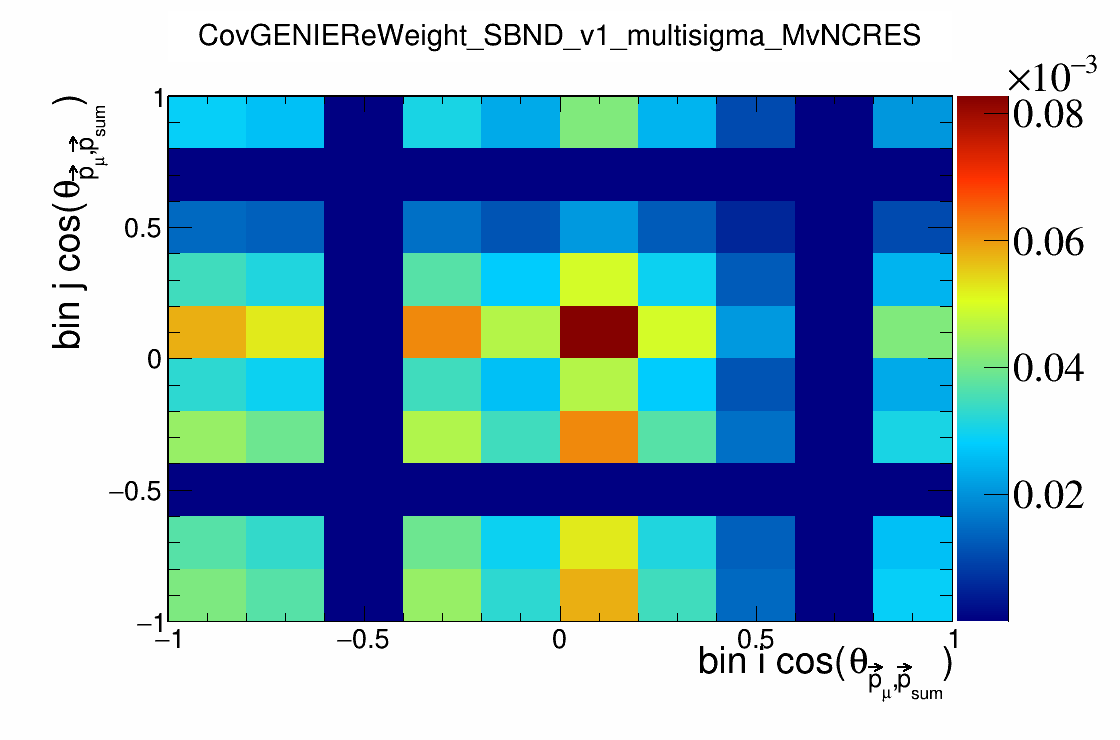 CovGENIEReWeight_SBND_v1_multisigma_MvNCRES
×10⁻³
bin j cos(θ p⃗μ,p⃗sum)
1
0.5
0
−0.5
−1
0.08
0.06
0.04
0.02
−1 −0.5 0 0.5 1
bin i cos(θ p⃗μ,p⃗sum)